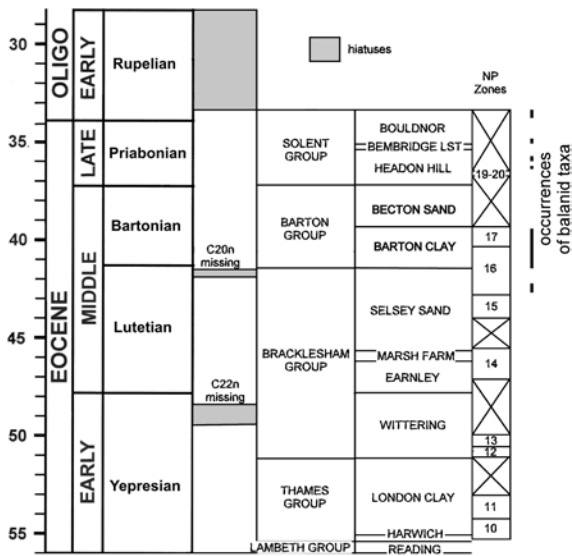 30
35
40
45
50
55
OLIGO
EOCENE
EARLY
LATE
MIDDLE
EARLY
Rupelian
Priabonian
Bartonian
Lutetian
Yepresian
hiatuses
C20n
missing
C22n
missing
SOLENT
GROUP
BARTON
GROUP
BRACKLESHAM
GROUP
THAMES
GROUP
LAMBETH GROUP
BOULDNOR
BEMBRIDGE LST
HEADON HILL
BECTON SAND
BARTON CLAY
SELSEY SAND
MARSH FARM
EARNLEY
WITTERING
LONDON CLAY
HARWICH
READING
NP
Zones
19-20
17
16
15
14
13
12
11
10
occurrences
of balanid taxa